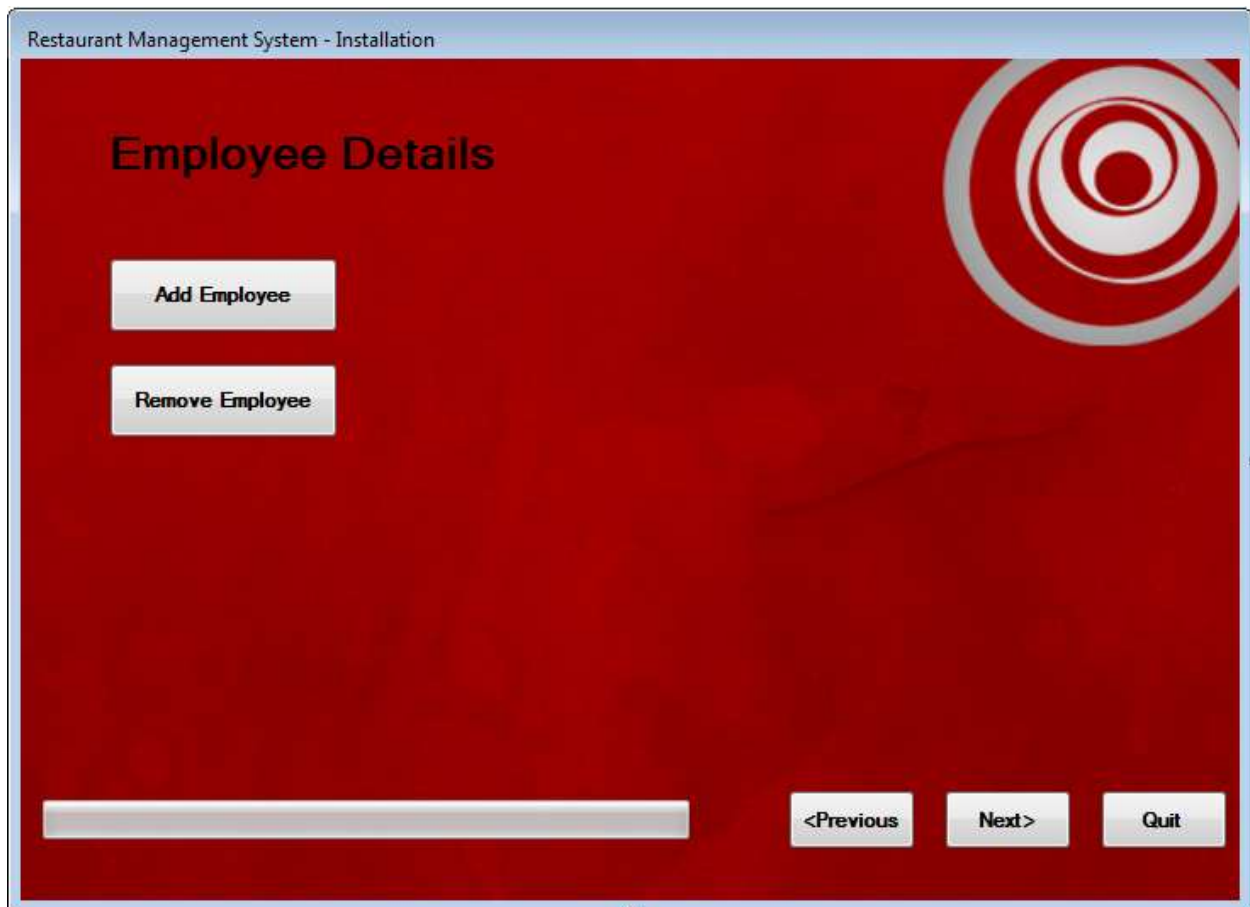 Restaurant Management System - Installation
Employee Details
Add Employee
Remove Employee
<Previous Next> Quit